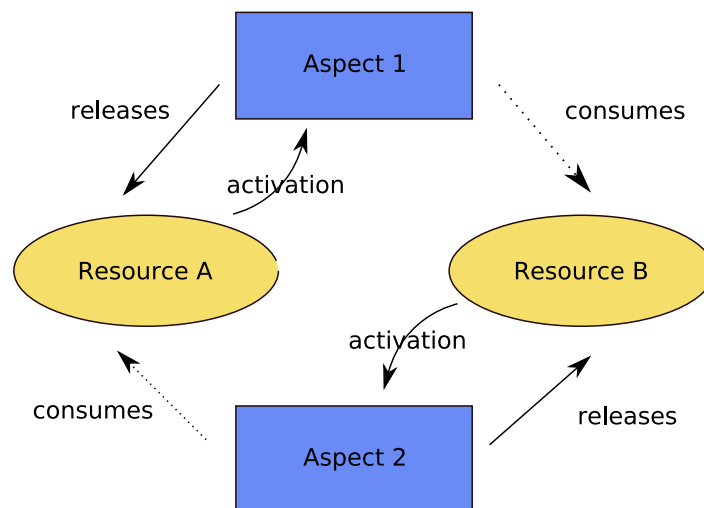 Aspect 1
releases
consumes
activation
Resource A
Resource B
activation
consumes
releases
Aspect 2